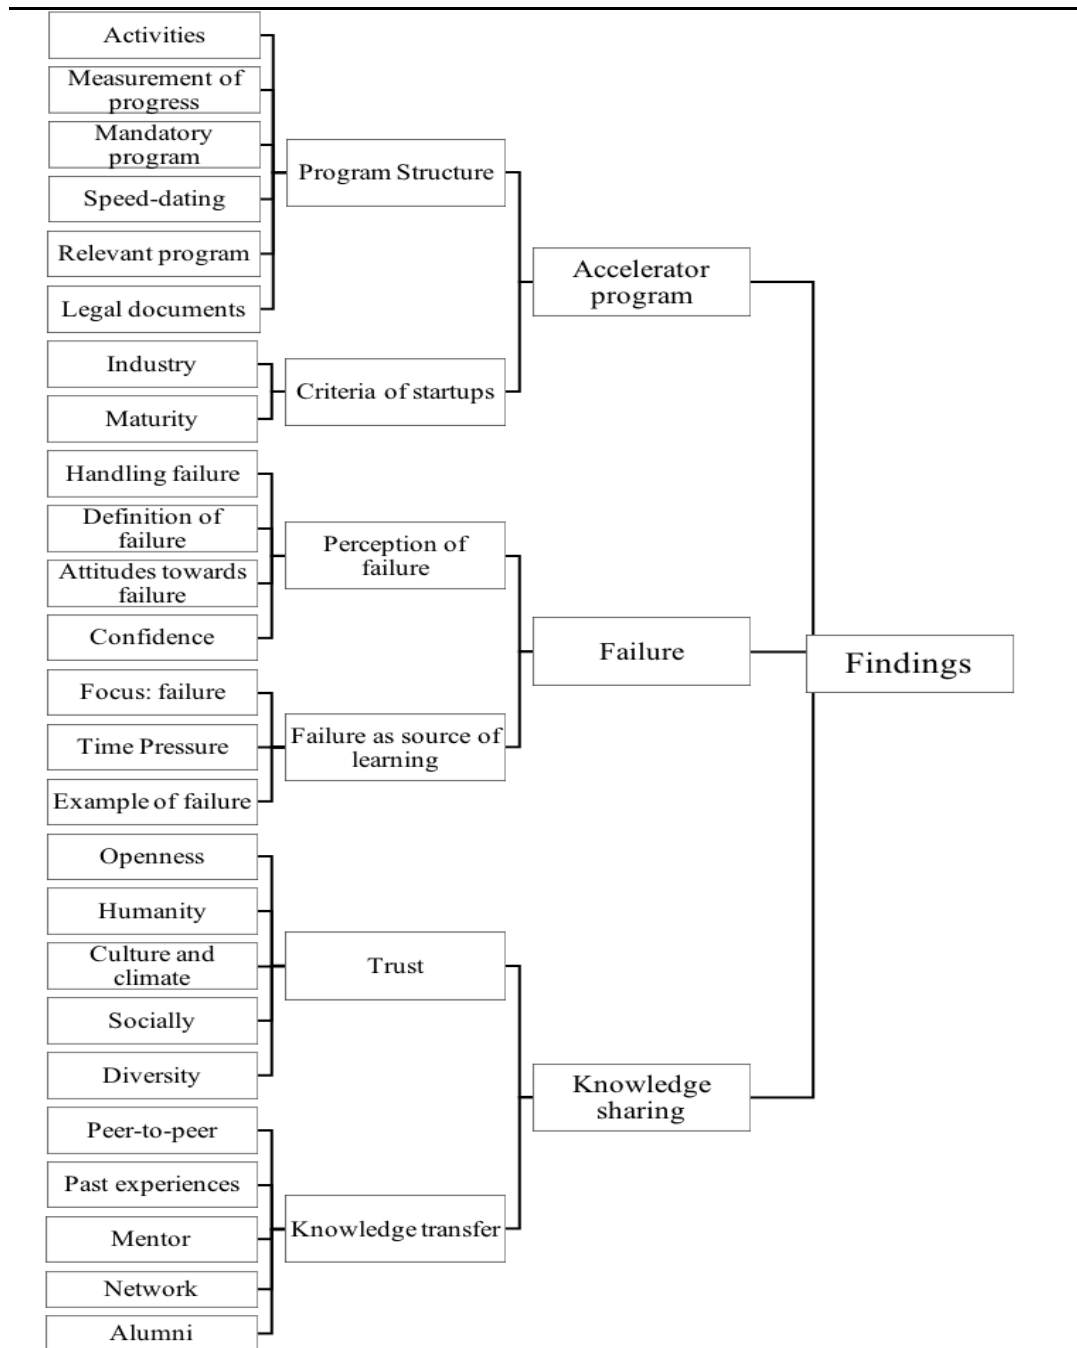 Activities
Measurement of
progress
Mandatory
program
Speed-dating
Relevant program
Legal documents
Industry
Maturity
Handling failure
Definition of
failure
Attitudes towards
failure
Confidence
Focus: failure
Time Pressure
Example of failure
Openness
Humanity
Culture and
climate
Socially
Diversity
Peer-to-peer
Past experiences
Mentor
Network
Alumni
Program Structure
Criteria of startups
Perception of
failure
Failure as source of
learning
Trust
Knowledge transfer
Accelerator
program
Failure
Knowledge
sharing
Findings